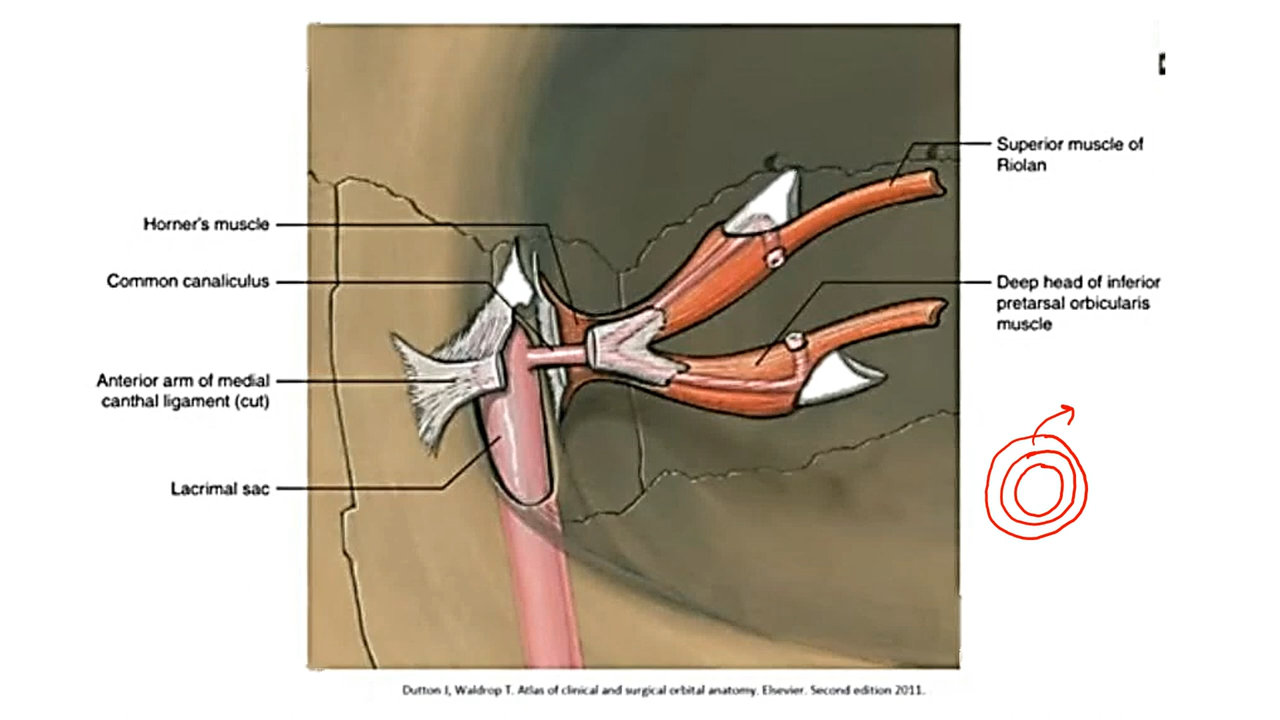 Superior muscle of
Riolan
Horner's muscle
Common canaliculus
Deep head of inferior
pretarsal orbicularis
muscle
Anterior arm of medial
canthal ligament (cut)
Lacrimal sac
Dutton J, Waldrop T. Atlas of clinical and surgical orbital anatomy. Elsevier. Second edition 2011.